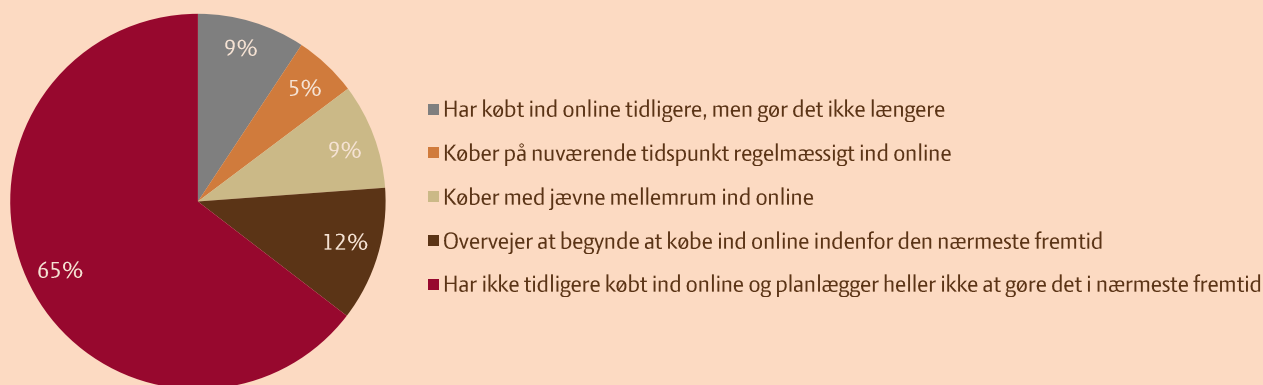 9%
5%
9%
12%
65%
Har købt ind online tidligere, men gør det ikke længere
Køber på nuværende tidspunkt regelmæssigt ind online
Køber med jævne mellemrum ind online
Overvejer at begynde at købe ind online indenfor den nærmeste fremtid
Har ikke tidligere købt ind online og planlægger heller ikke at gøre det i nærmeste fremtid